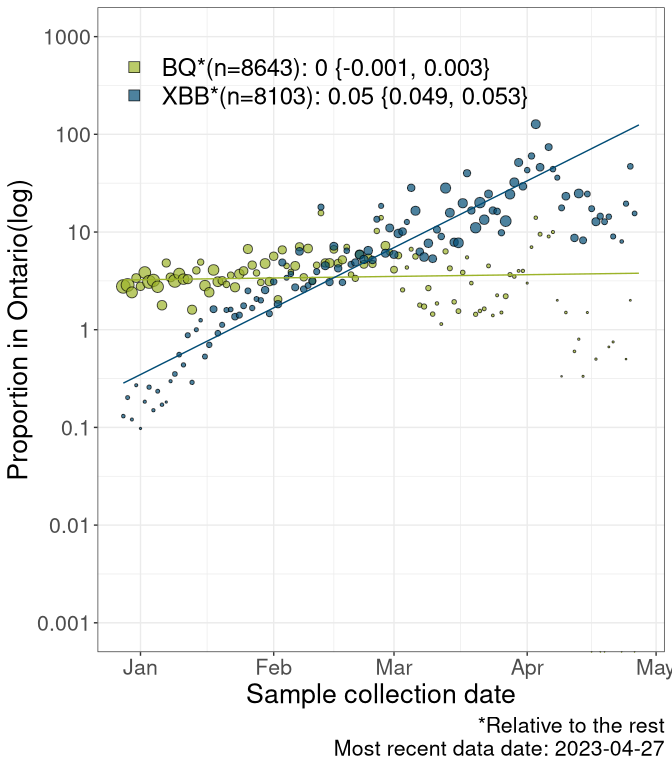 1000
100
10
1
0.1
0.01
0.001
Proportion in Ontario(log)
BQ*(n=8643): 0 {-0.001, 0.003}
XBB*(n=8103): 0.05 {0.049, 0.053}
Jan Feb Mar Apr May
Sample collection date
*Relative to the rest
Most recent data date: 2023-04-27